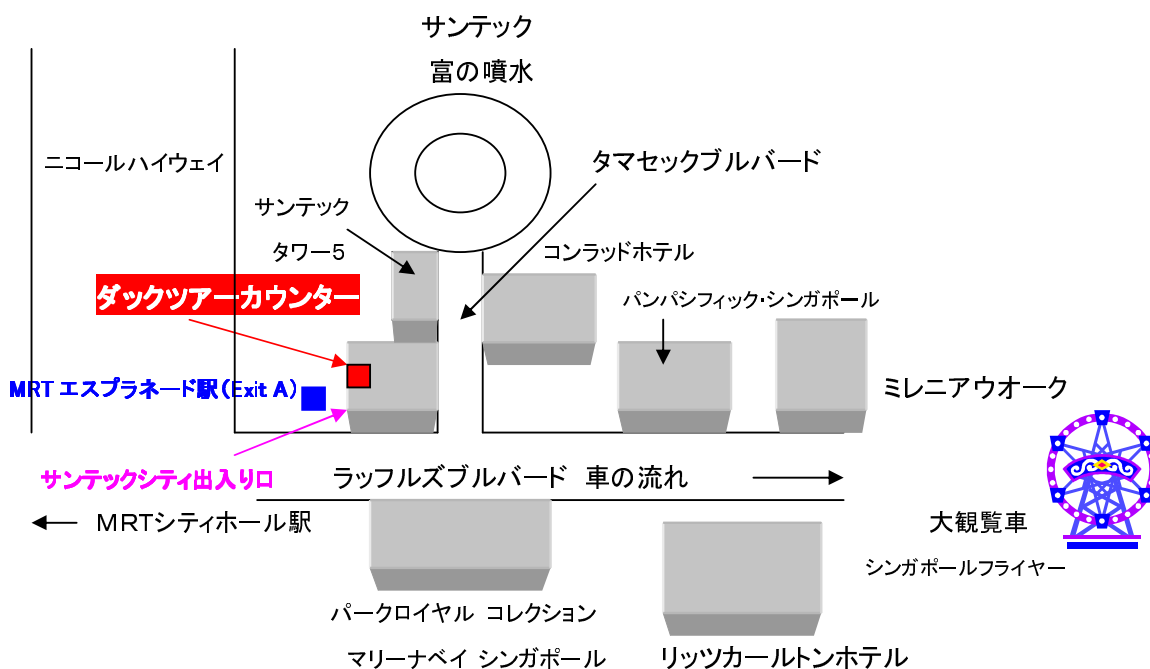 サンテック
富の噴水
ニコールハイウェイ
タマセックブルバード
サンテック
タワー5
コンラッドホテル
ダックツアーカウンター
パンパシフィック・シンガポール
MRT エスプラネード駅(Exit A)
ミレニアウオーク
サンテックシティ出入り口
ラッフルズブルバード 車の流れ
MRTシティホール駅
大観覧車
シンガポールフライヤー
パークロイヤル コレクション
マリーナベイ シンガポール
リッツカールトンホテル